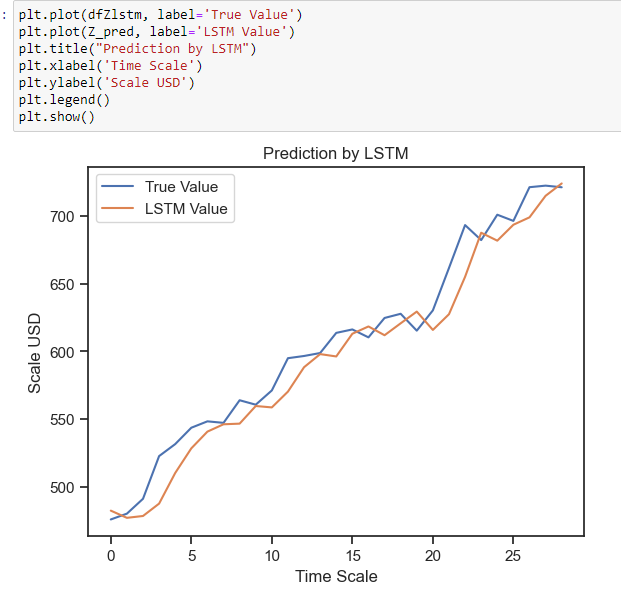 :
plt.plot(dfZlstm, label='True Value')
plt.plot(Z_pred, label='LSTM Value')
plt.title("Prediction by LSTM")
plt.xlabel('Time Scale')
plt.ylabel('Scale USD')
plt.legend()
plt.show()
Prediction by LSTM
True Value
LSTM Value
700
650
600
550
500
Scale USD
0 5 10 15 20 25
Time Scale